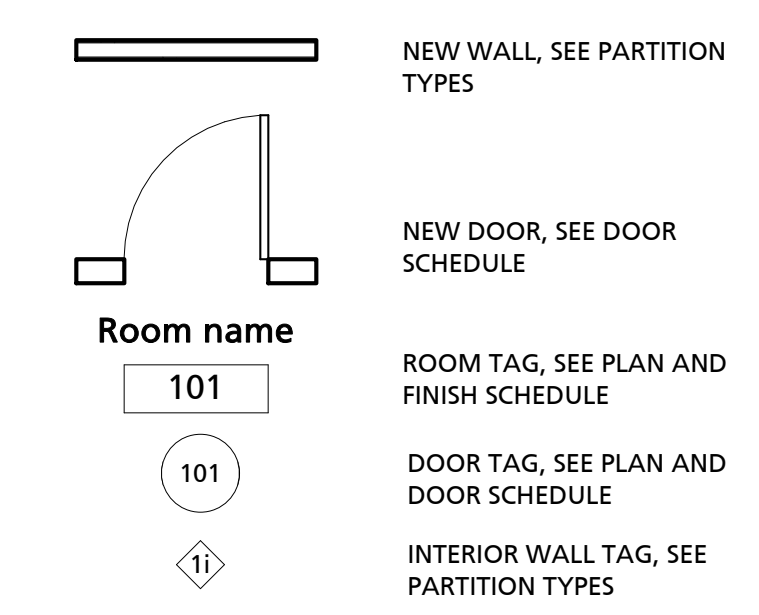 NEW WALL, SEE PARTITION
TYPES
NEW DOOR, SEE DOOR
SCHEDULE
Room name
101
ROOM TAG, SEE PLAN AND
FINISH SCHEDULE
101
DOOR TAG, SEE PLAN AND
DOOR SCHEDULE
1i
INTERIOR WALL TAG, SEE
PARTITION TYPES